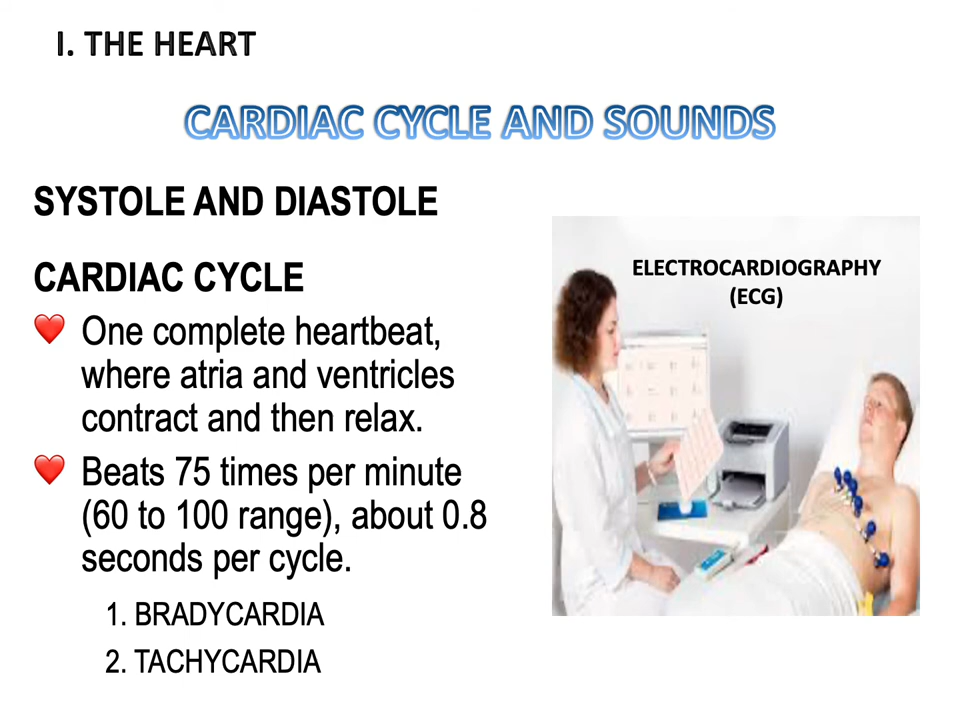 I. THE HEART
CARDIAC CYCLE AND SOUNDS
SYSTOLE AND DIASTOLE
CARDIAC CYCLE
One complete heartbeat,
where atria and ventricles
contract and then relax.
Beats 75 times per minute
(60 to 100 range), about 0.8
seconds per cycle.
1. BRADYCARDIA
2. TACHYCARDIA
ELECTROCARDIOGRAPHY
(ECG)